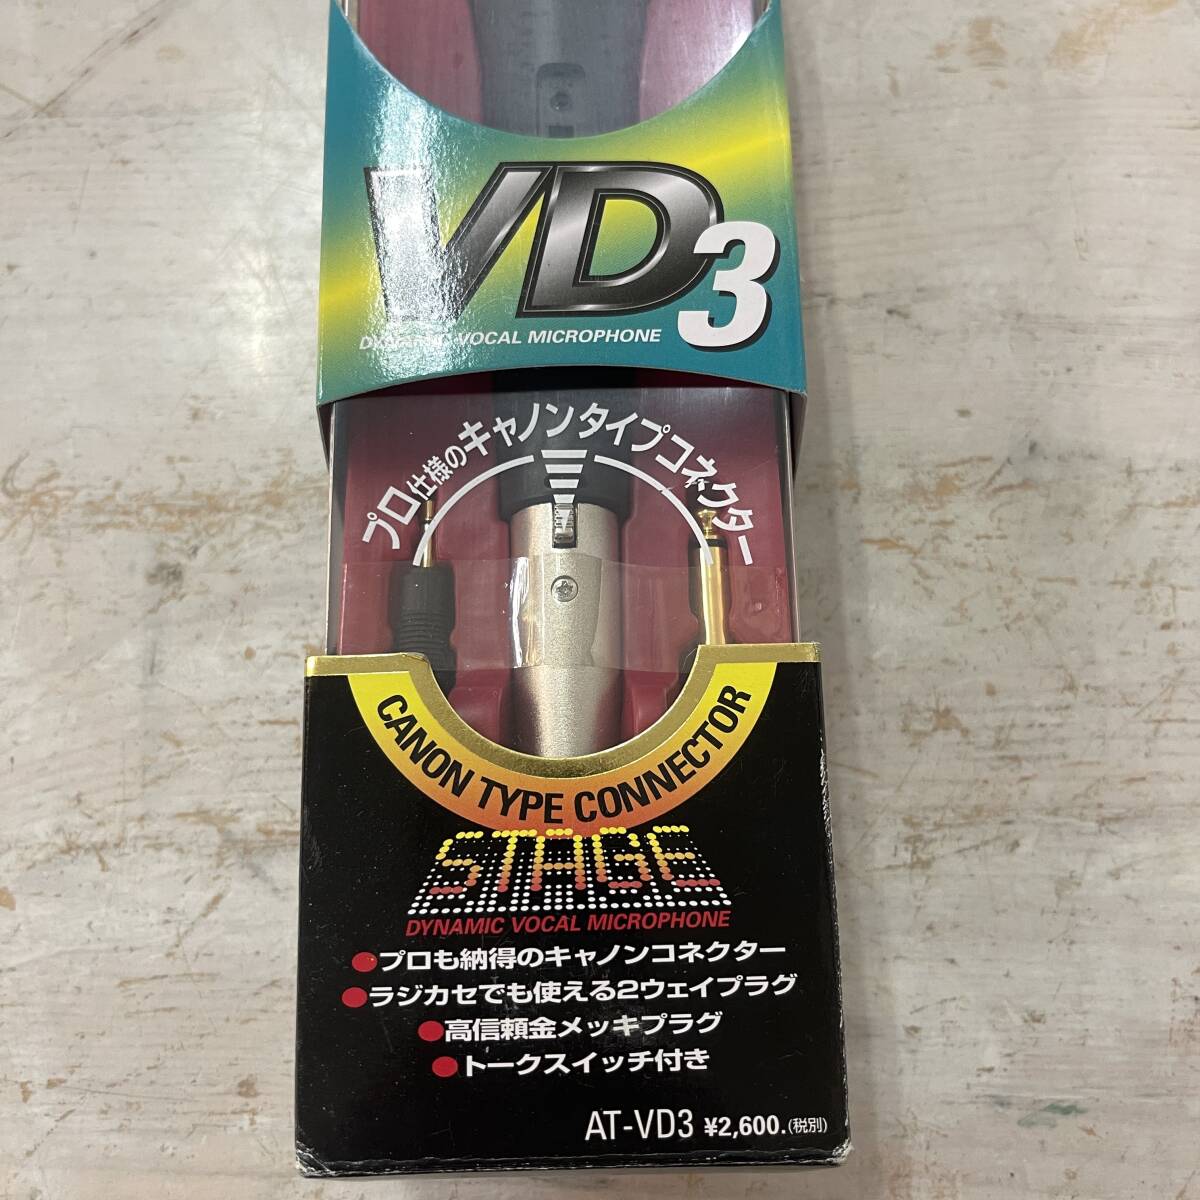 VD3
DYNAMIC VOCAL MICROPHONE
プロ仕様のキャノンタイプコネクター
CANON TYPE CONNECTOR
STAGE
DYNAMIC VOCAL MICROPHONE
●プロも納得のキャノンコネクター
●ラジカセでも使える2ウェイプラグ
●高信頼金メッキプラグ
●トークスイッチ付き
AT-VD3 ¥2,600.(税別)